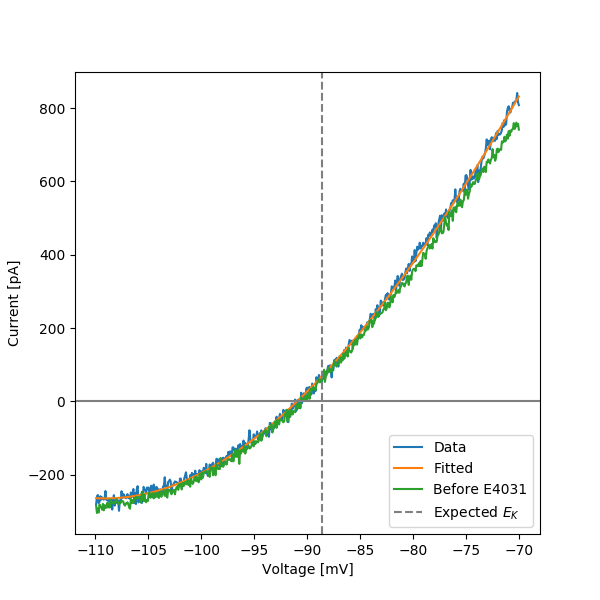 800
600
400
200
0
−200
Current [pA]
−110
−105
−100
−95
−90
−85
−80
−75
−70
Voltage [mV]
Data
Fitted
Before E4031
Expected E_K